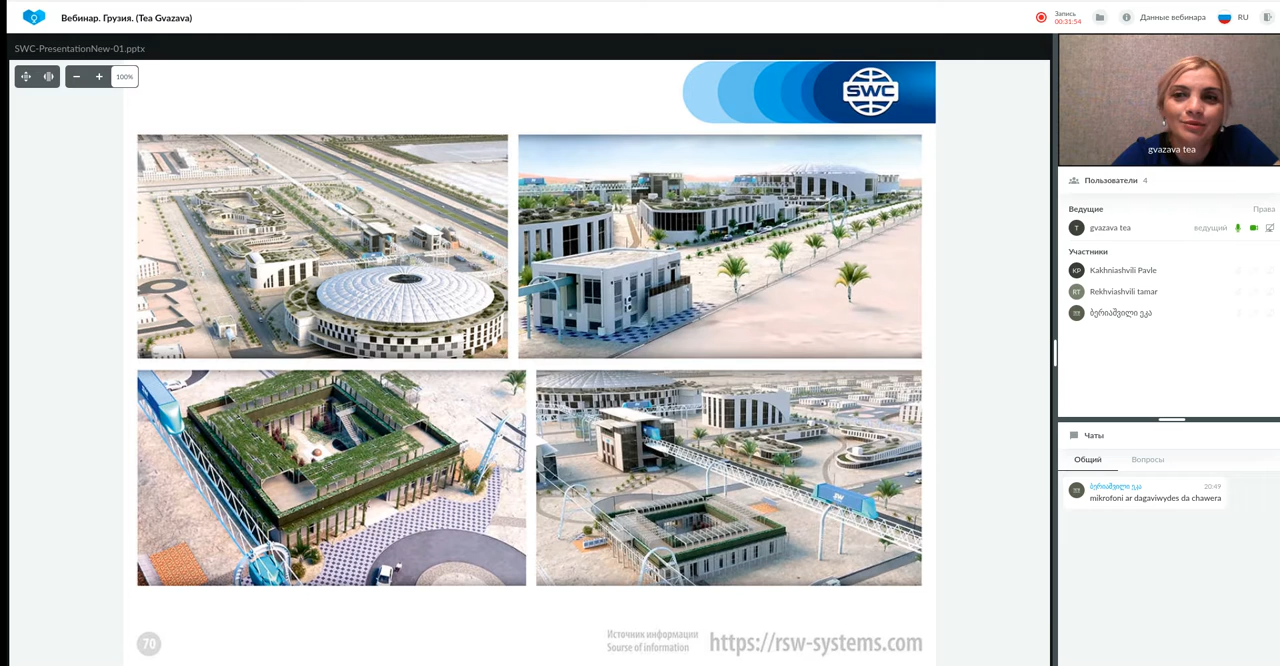 Вебинар. Грузия. (Tea Gvazava)
Запись
00:31:54
Данные вебинара
RU
SWC-PresentationNew-01.pptx
100%
SWC
gvazava tea
Пользователи 4
Ведущие Права
T gvazava tea ведущий
Участники
KP Kakhniashvili Pavle
RT Rekhviashvili tamar
ბერიაშვილი ეკა
Чаты
Общий Вопросы
ბერიაშვილი ეკა 20:49
mikrofoni ar dagaviwydes da chawera
70
Источник информации
Sourse of information
https://rsw-systems.com